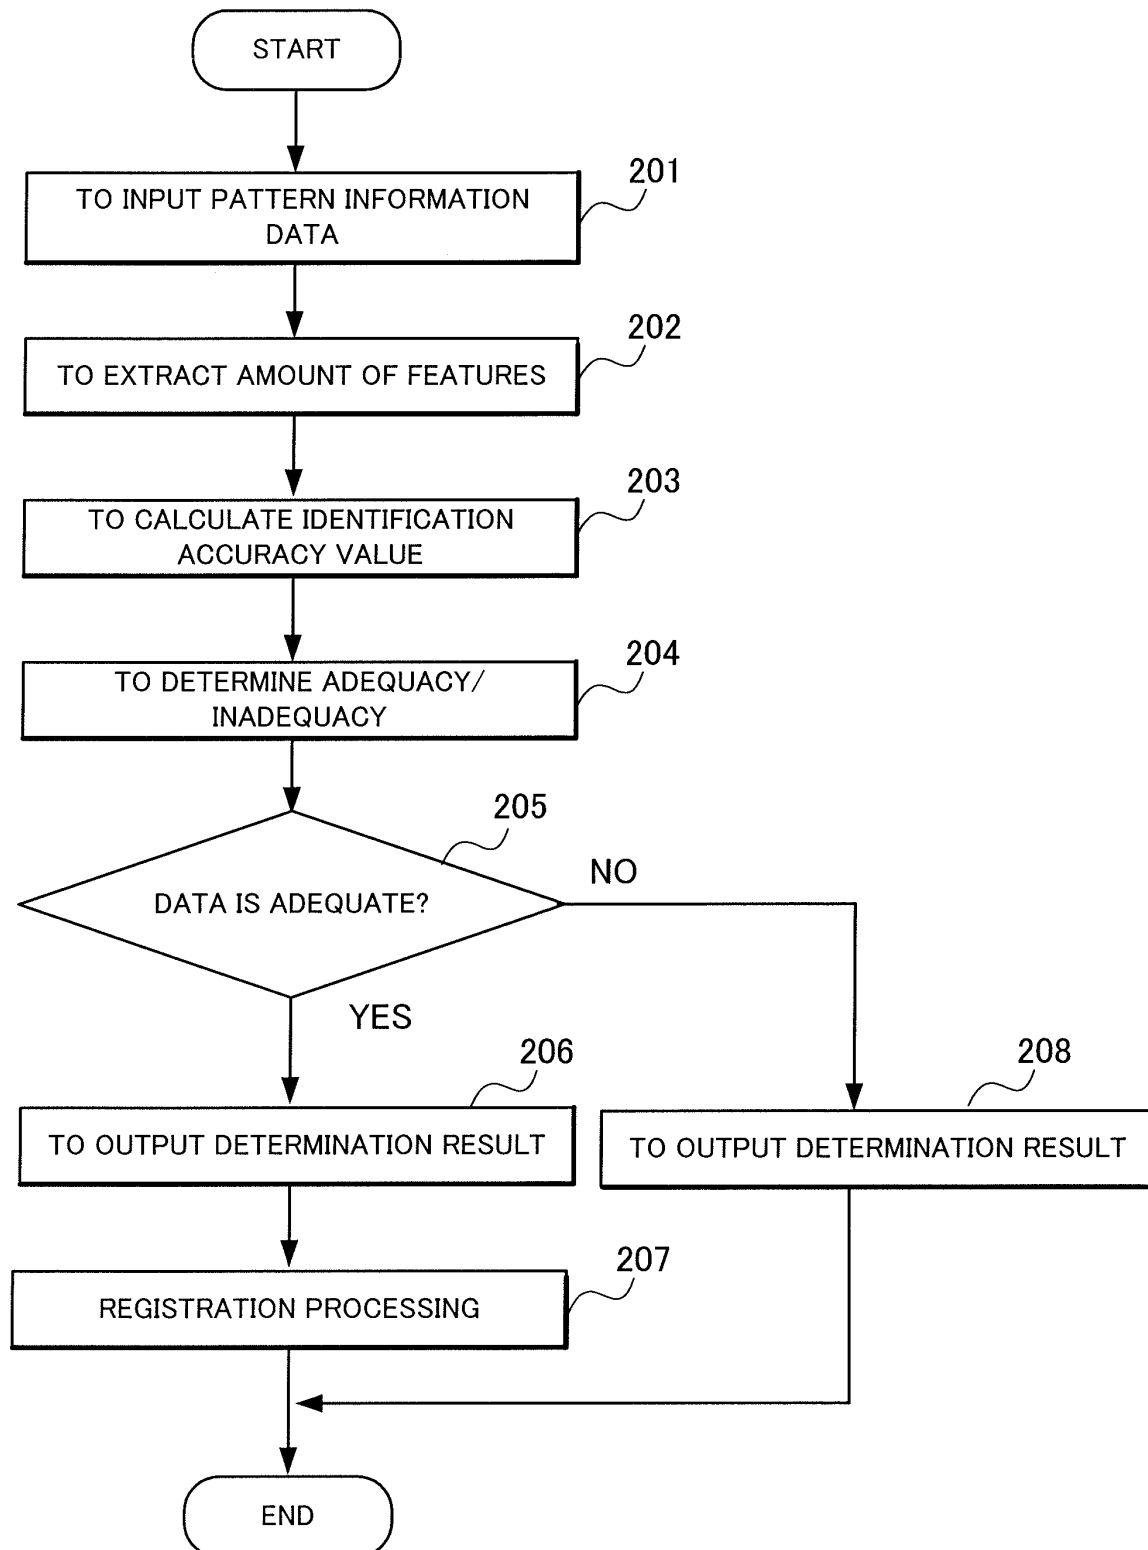 START
201
TO INPUT PATTERN INFORMATION
DATA
202
TO EXTRACT AMOUNT OF FEATURES
203
TO CALCULATE IDENTIFICATION
ACCURACY VALUE
204
TO DETERMINE ADEQUACY/
INADEQUACY
205
DATA IS ADEQUATE?
NO
YES
206
TO OUTPUT DETERMINATION RESULT
208
TO OUTPUT DETERMINATION RESULT
207
REGISTRATION PROCESSING
END